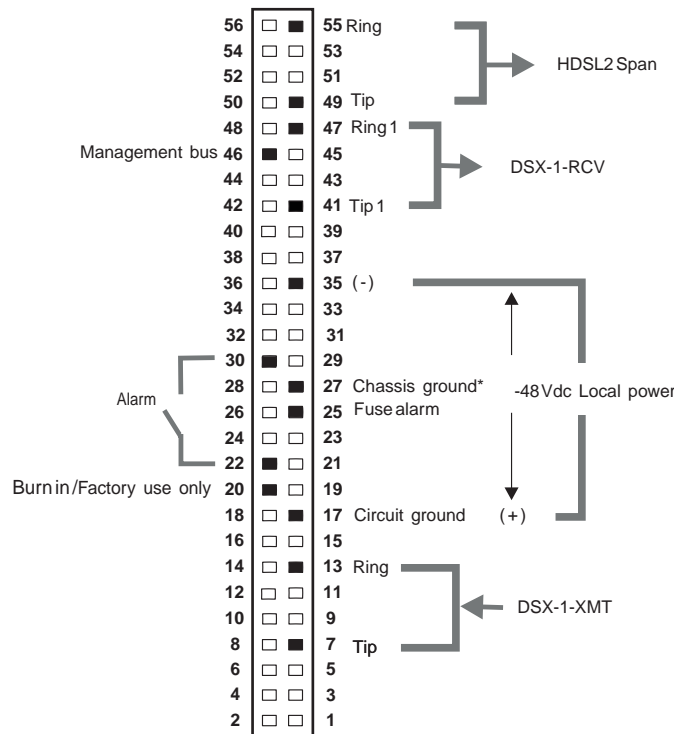 56 55 Ring
54 53
HDSL2 Span
52 51
50 49 Tip
48 47 Ring 1
Management bus 46 45
DSX-1-RCV
44 43
42 41 Tip 1
40 39
38 37
36 35 (-)
34 33
32 31
30 29
28 27 Chassis ground* -48Vdc Local power
Alarm
26 25 Fuse alarm
24 23
22 21
Burn in/Factory use only 20 19
18 17 Circuit ground (+)
16 15
14 13 Ring
12 11
DSX-1-XMT
10 9
8 7 Tip
6 5
4 3
2 1